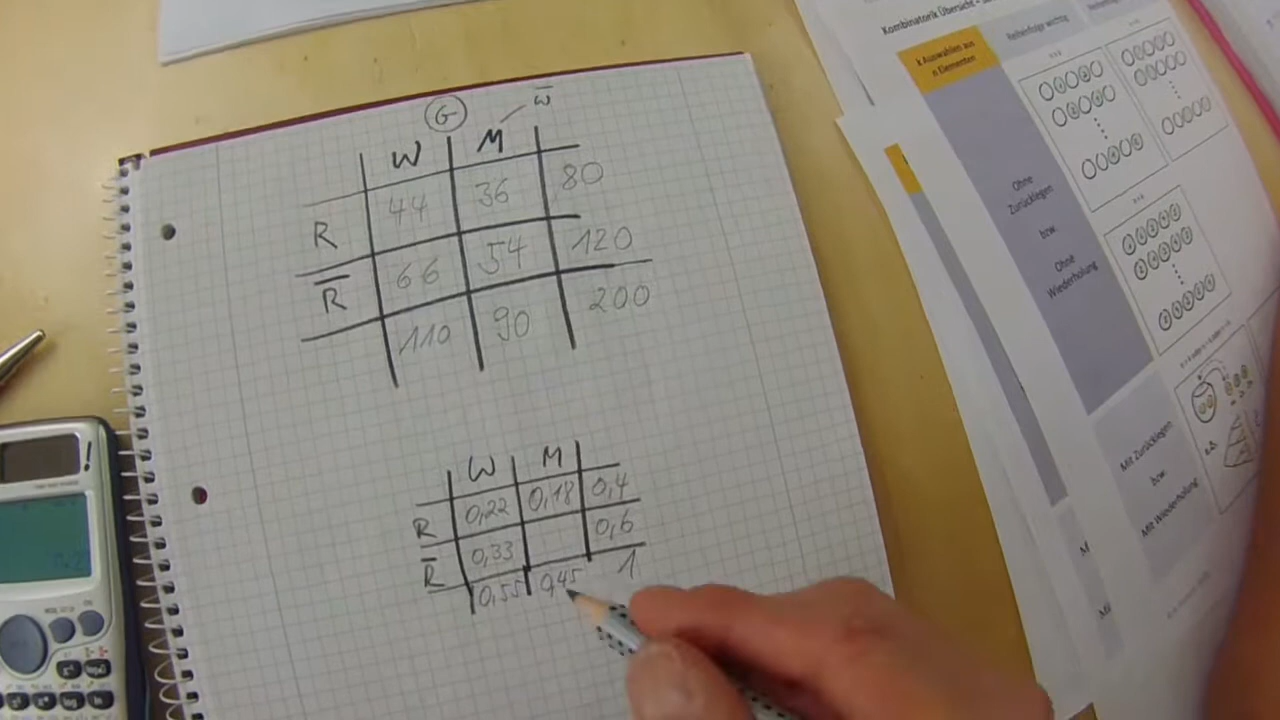 G
W M w̅
R 44 36 80
R̅ 66 54 120
110 90 200
W M
R 0,22 0,18 0,4
R̅ 0,33 0,6
0,55 0,45 1
Kombinatorik Übersicht -
k Auswahlen aus
n Elementen
Reihenfolge wichtig
Ohne
Zurücklegen
bzw.
Ohne
Wiederholung
Mit Zurücklegen
bzw.
Mit Wiederholung
z.B.
M
Mi